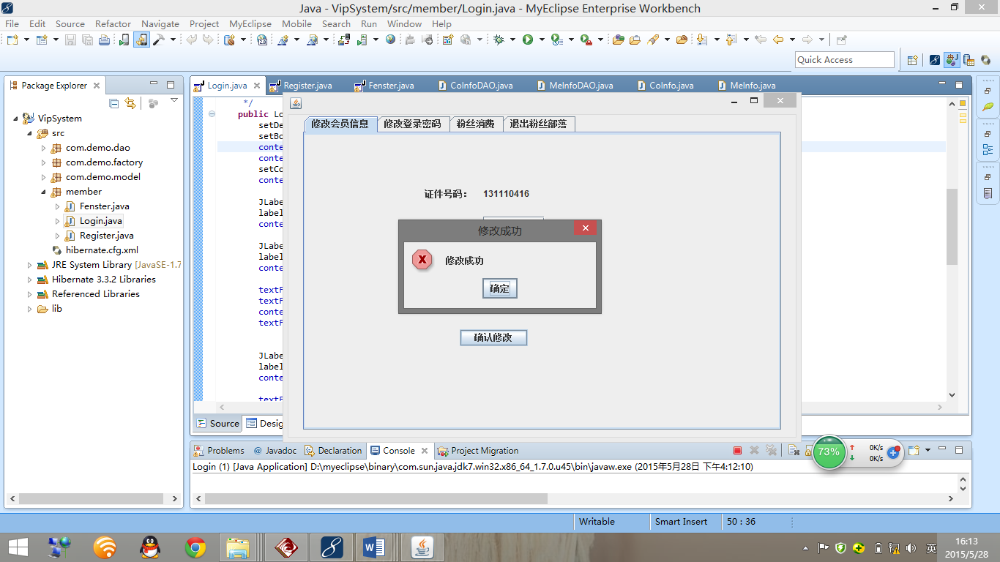 Java - VipSystem/src/member/Login.java - MyEclipse Enterprise Workbench
File Edit Source Refactor Navigate Project MyEclipse Mobile Search Run Window Help
Quick Access
Package Explorer
VipSystem
src
com.demo.dao
com.demo.factory
com.demo.model
member
Fenster.java
Login.java
Register.java
hibernate.cfg.xml
JRE System Library [JavaSE-1.7
Hibernate 3.3.2 Libraries
Referenced Libraries
lib
Login.java Register.java Fenster.java CoInfoDAO.java MeInfoDAO.java CoInfo.java MeInfo.java
*/
public Lo
setDe
setBo
conte
conte
setCo
conte
JLabe
label
conte
JLabe
label
conte
textF
textF
conte
textF
JLabe
label
conte
textF
修改会员信息 修改登录密码 粉丝消费 退出粉丝部落
证件号码： 131110416
修改成功
修改成功
确定
确认修改
Source Desig
Problems @ Javadoc Declaration Console Project Migration
73% 0K/s
0K/s
Login (1) [Java Application] D:\myeclipse\binary\com.sun.java.jdk7.win32.x86_64_1.7.0.u45\bin\javaw.exe (2015年5月28日 下午4:12:10)
Writable Smart Insert 50 : 36
英
16:13
2015/5/28